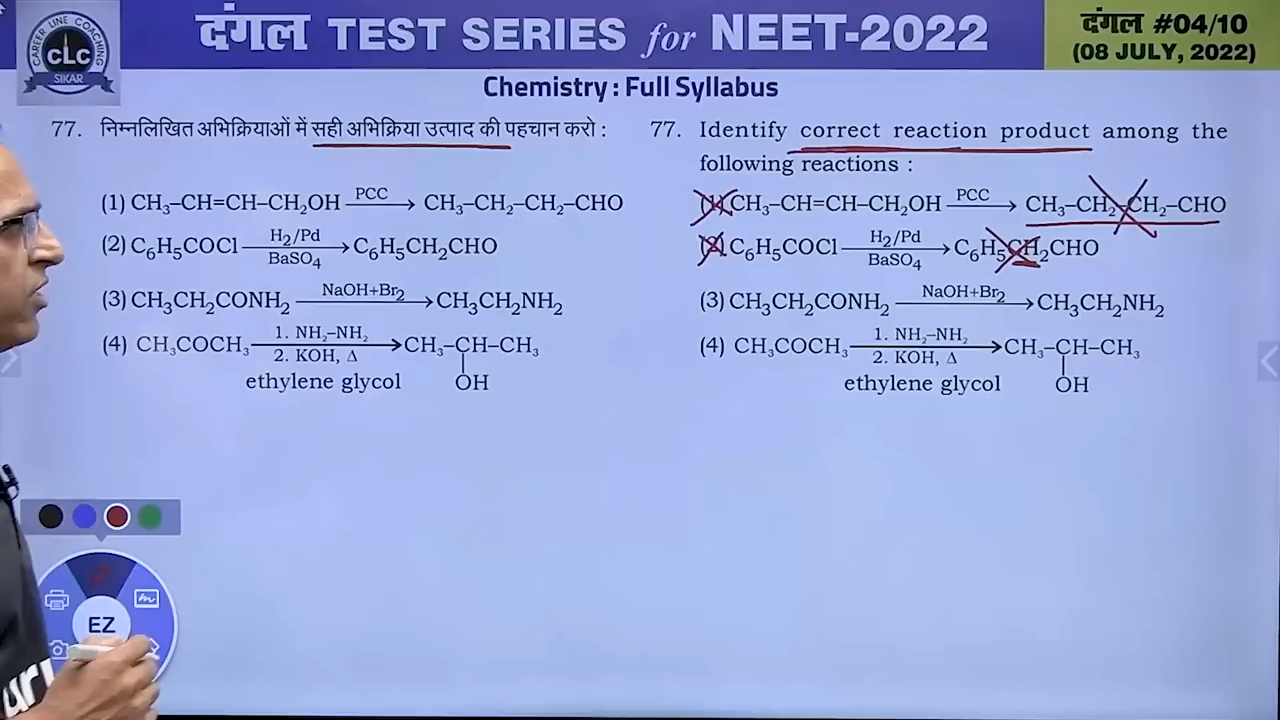 CAREER LINE COACHING
CLC
SIKAR
दंगल TEST SERIES for NEET-2022
दंगल #04/10
(08 JULY, 2022)
Chemistry : Full Syllabus
77. निम्नलिखित अभिक्रियाओं में सही अभिक्रिया उत्पाद की पहचान करो :
(1) CH₃–CH=CH–CH₂OH PCC → CH₃–CH₂–CH₂–CHO
(2) C₆H₅COCl H₂/Pd BaSO₄ → C₆H₅CH₂CHO
(3) CH₃CH₂CONH₂ NaOH+Br₂ → CH₃CH₂NH₂
(4) CH₃COCH₃ 1. NH₂–NH₂ 2. KOH, Δ → CH₃–CH–CH₃
ethylene glycol OH
77. Identify correct reaction product among the
following reactions :
(1) CH₃–CH=CH–CH₂OH PCC → CH₃–CH₂–CH₂–CHO
(2) C₆H₅COCl H₂/Pd BaSO₄ → C₆H₅CH₂CHO
(3) CH₃CH₂CONH₂ NaOH+Br₂ → CH₃CH₂NH₂
(4) CH₃COCH₃ 1. NH₂–NH₂ 2. KOH, Δ → CH₃–CH–CH₃
ethylene glycol OH
EZ